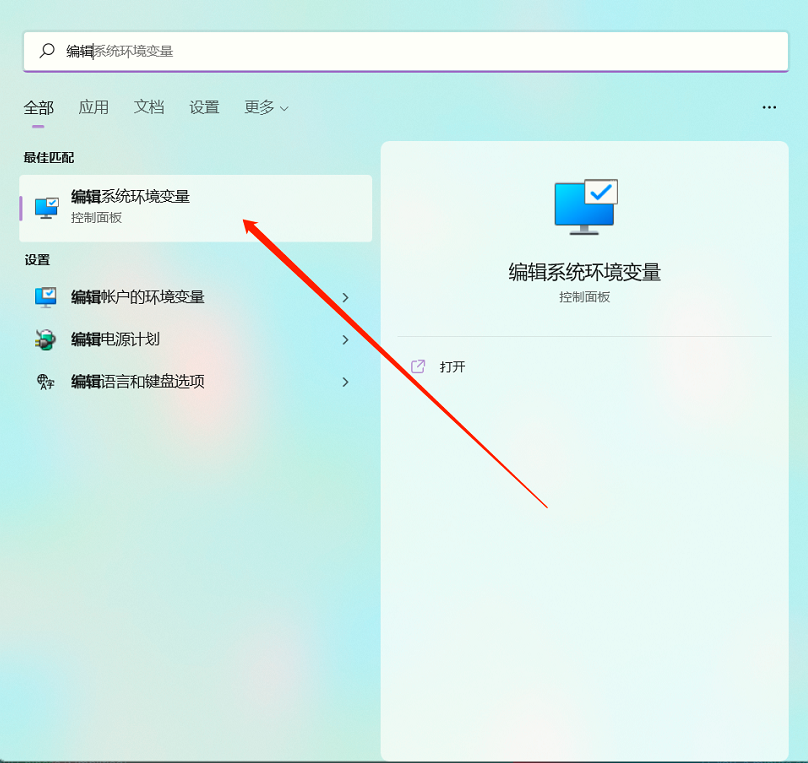 编辑系统环境变量
全部 应用 文档 设置 更多 ...
最佳匹配
编辑系统环境变量
控制面板
设置
编辑帐户的环境变量
编辑电源计划
编辑语言和键盘选项
编辑系统环境变量
控制面板
打开